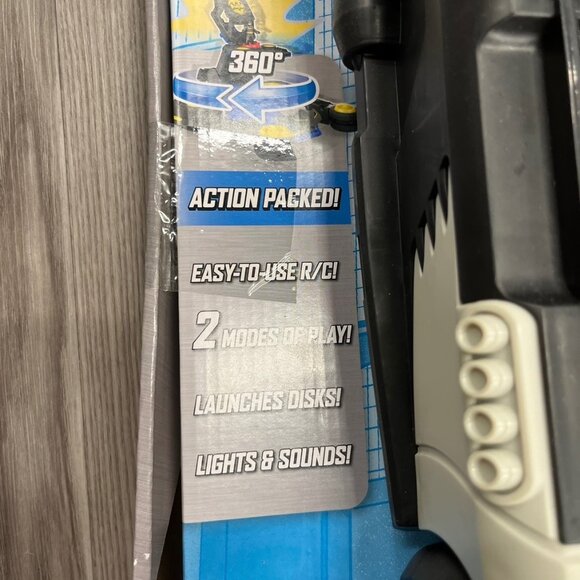 360°
ACTION PACKED!
EASY-TO-USE R/C!
2 MODES OF PLAY!
LAUNCHES DISKS!
LIGHTS & SOUNDS!